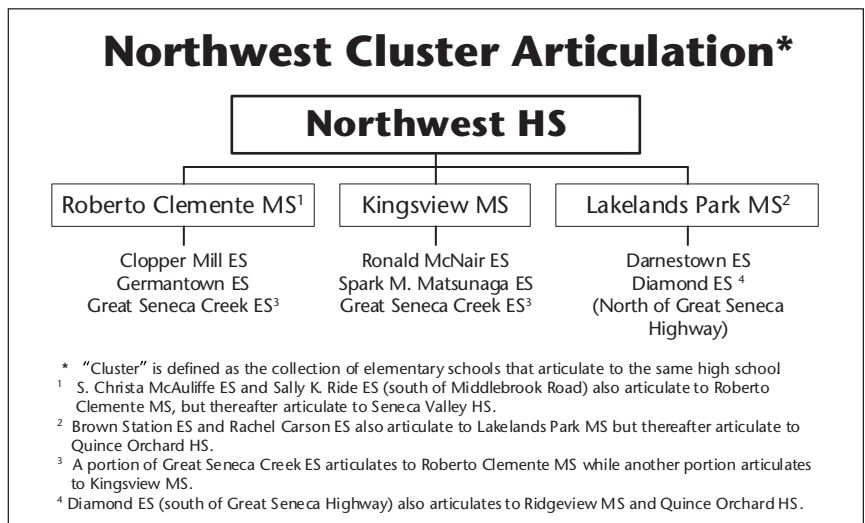 Northwest Cluster Articulation*
Northwest HS
Roberto Clemente MS¹
Kingsview MS
Lakelands Park MS²
Clopper Mill ES
Germantown ES
Great Seneca Creek ES³
Ronald McNair ES
Spark M. Matsunaga ES
Great Seneca Creek ES³
Darnestown ES
Diamond ES ⁴
(North of Great Seneca
Highway)
* “Cluster” is defined as the collection of elementary schools that articulate to the same high school
¹ S. Christa McAuliffe ES and Sally K. Ride ES (south of Middlebrook Road) also articulate to Roberto
Clemente MS, but thereafter articulate to Seneca Valley HS.
² Brown Station ES and Rachel Carson ES also articulate to Lakelands Park MS but thereafter articulate to
Quince Orchard HS.
³ A portion of Great Seneca Creek ES articulates to Roberto Clemente MS while another portion articulates
to Kingsview MS.
⁴ Diamond ES (south of Great Seneca Highway) also articulates to Ridgeview MS and Quince Orchard HS.